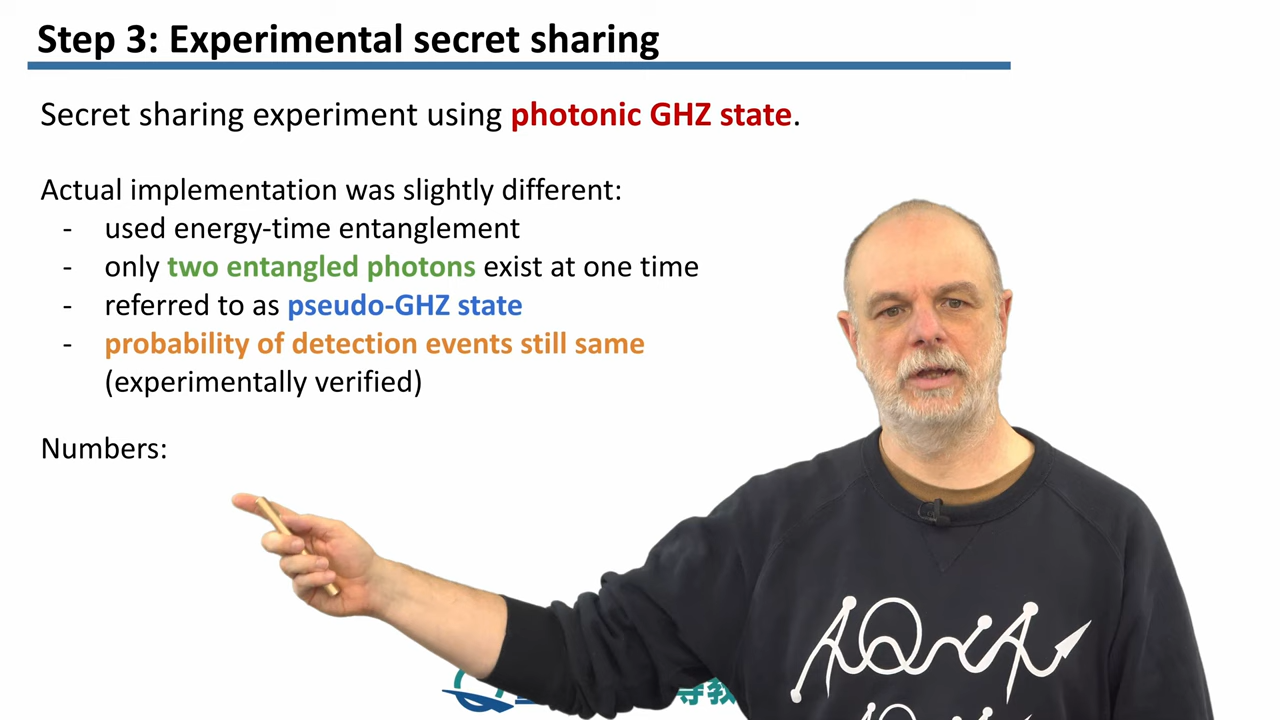 Step 3: Experimental secret sharing
Secret sharing experiment using photonic GHZ state.
Actual implementation was slightly different:
- used energy-time entanglement
- only two entangled photons exist at one time
- referred to as pseudo-GHZ state
- probability of detection events still same
(experimentally verified)
Numbers:
AQUA